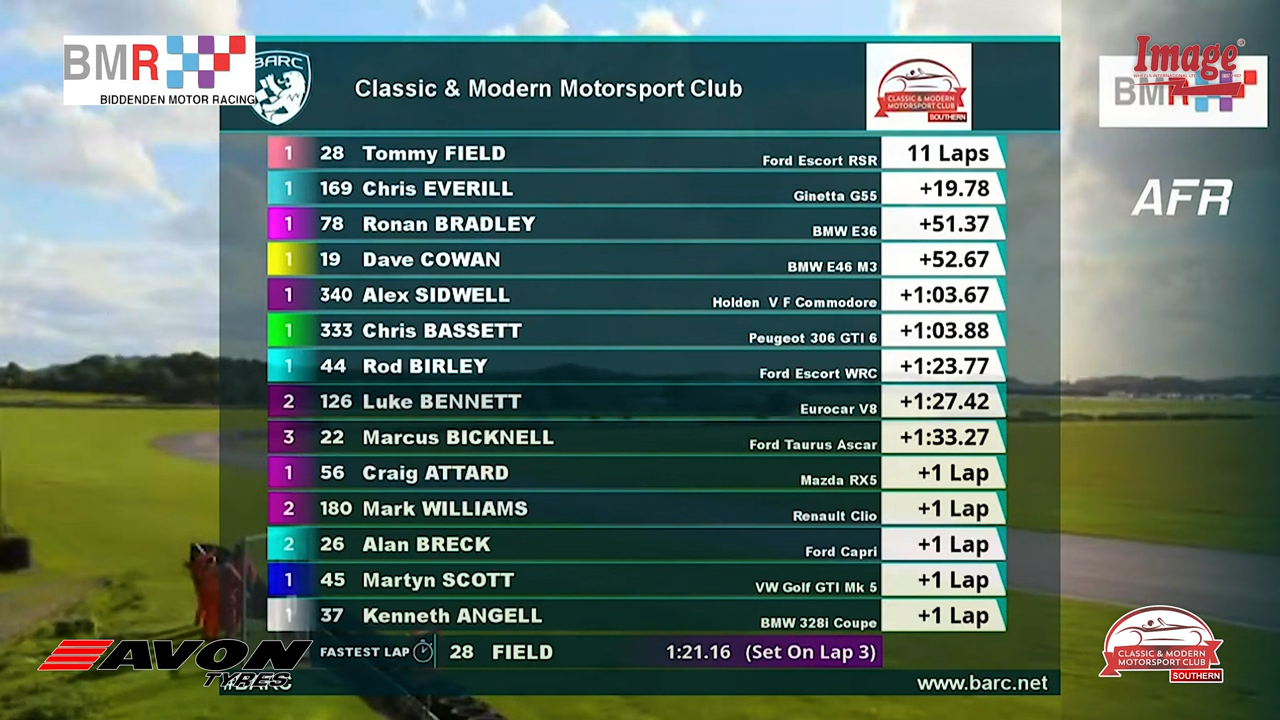 BMR
BIDDENDEN MOTOR RACING
BARC
Classic & Modern Motorsport Club
CLASSIC & MODERN
MOTORSPORT CLUB
SOUTHERN
Image
BMR
AFR
1 28 Tommy FIELD Ford Escort RSR 11 Laps
1 169 Chris EVERILL Ginetta G55 +19.78
1 78 Ronan BRADLEY BMW E36 +51.37
1 19 Dave COWAN BMW E46 M3 +52.67
1 340 Alex SIDWELL Holden V F Commodore +1:03.67
1 333 Chris BASSETT Peugeot 306 GTI 6 +1:03.88
1 44 Rod BIRLEY Ford Escort WRC +1:23.77
2 126 Luke BENNETT Eurocar V8 +1:27.42
3 22 Marcus BICKNELL Ford Taurus Ascar +1:33.27
1 56 Craig ATTARD Mazda RX5 +1 Lap
2 180 Mark WILLIAMS Renault Clio +1 Lap
2 26 Alan BRECK Ford Capri +1 Lap
1 45 Martyn SCOTT VW Golf GTI Mk 5 +1 Lap
1 37 Kenneth ANGELL BMW 328i Coupe +1 Lap
FASTEST LAP 28 FIELD 1:21.16 (Set On Lap 3)
AVON
TYRES
#BARC
www.barc.net
CLASSIC & MODERN
MOTORSPORT CLUB
SOUTHERN